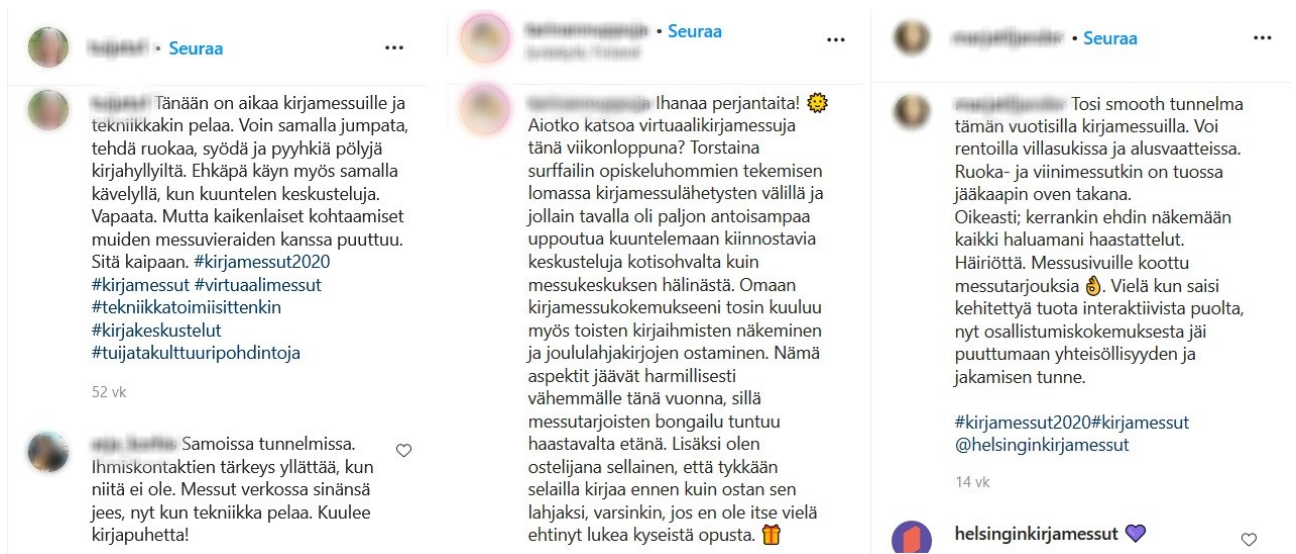 • Seuraa
...
Tänään on aikaa kirjamessuille ja
tekniikkakin pelaa. Voin samalla jumpata,
tehdä ruokaa, syödä ja pyyhkiä pölyjä
kirjahyllyiltä. Ehkäpä käyn myös samalla
kävelyllä, kun kuuntelen keskusteluja.
Vapaata. Mutta kaikenlaiset kohtaamiset
muiden messuvieraiden kanssa puuttuu.
Sitä kaipaan. #kirjamessut2020
#kirjamessut #virtuaalimessut
#tekniikkatoimiisittenkin
#kirjakeskustelut
#tuijatakulttuuripohdintoja
52 vk
Samoissa tunnelmissa.
Ihmiskontaktien tärkeys yllättää, kun
niitä ei ole. Messut verkossa sinänsä
jees, nyt kun tekniikka pelaa. Kuulee
kirjapuhetta!
• Seuraa
...
Ihanaa perjantaita! 🌞
Aiotko katsoa virtuaalikirjamessuja
tänä viikonloppuna? Torstaina
surffailin opiskeluhommien tekemisen
lomassa kirjamessulähetysten välillä ja
jollain tavalla oli paljon antoisampaa
uppoutua kuuntelemaan kiinnostavia
keskusteluja kotisohvalta kuin
messukeskuksen hälinästä. Omaan
kirjamessukokemukseeni tosin kuuluu
myös toisten kirjaihmisten näkeminen
ja joululahjakirjojen ostaminen. Nämä
aspektit jäävät harmillisesti
vähemmälle tänä vuonna, sillä
messutarjoisten bongailu tuntuu
haastavalta etänä. Lisäksi olen
ostelijana sellainen, että tykkään
selailla kirjaa ennen kuin ostan sen
lahjaksi, varsinkin, jos en ole itse vielä
ehtinyt lukea kyseistä opusta. 🎁
• Seuraa
...
Tosi smooth tunnelma
tämän vuotisilla kirjamessuilla. Voi
rentoilla villasukissa ja alusvaatteissa.
Ruoka- ja viinimessutkin on tuossa
jääkaapin oven takana.
Oikeasti; kerrankin ehdin näkemään
kaikki haluamani haastattelut.
Häiriöttä. Messusivuille koottu
messutarjouksia 👌. Vielä kun saisi
kehitettyä tuota interaktiivista puolta,
nyt osallistumiskokemuksesta jäi
puuttumaan yhteisöllisyyden ja
jakamisen tunne.
#kirjamessut2020#kirjamessut
@helsinginkirjamessut
14 vk
helsinginkirjamessut 💜